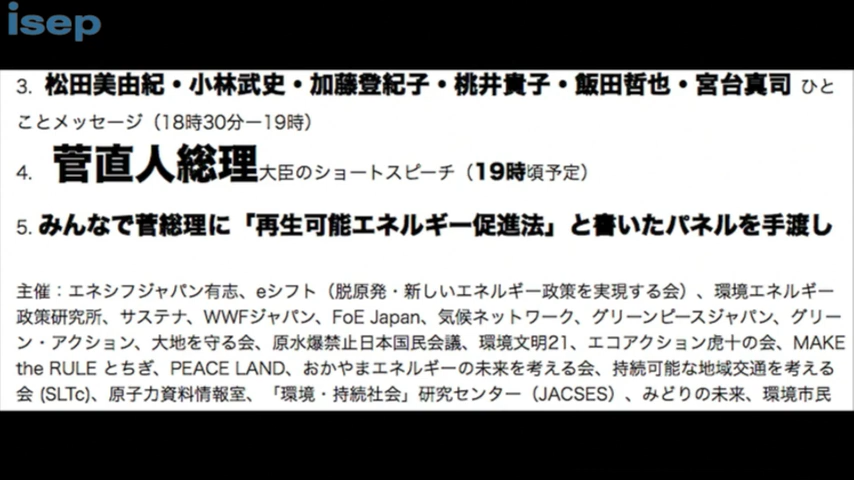 isep
3. 松田美由紀・小林武史・加藤登紀子・桃井貴子・飯田哲也・宮台真司 ひと
ことメッセージ（18時30分ー19時）
4. 菅直人総理大臣のショートスピーチ（19時頃予定）
5. みんなで菅総理に「再生可能エネルギー促進法」と書いたパネルを手渡し
主催：エネシフジャパン有志、eシフト（脱原発・新しいエネルギー政策を実現する会）、環境エネルギー
政策研究所、サステナ、WWFジャパン、FoE Japan、気候ネットワーク、グリーンピースジャパン、グリー
ン・アクション、大地を守る会、原水爆禁止日本国民会議、環境文明21、エコアクション虎十の会、MAKE
the RULE とちぎ、PEACE LAND、おかやまエネルギーの未来を考える会、持続可能な地域交通を考える
会 (SLTc)、原子力資料情報室、「環境・持続社会」研究センター（JACSES）、みどりの未来、環境市民